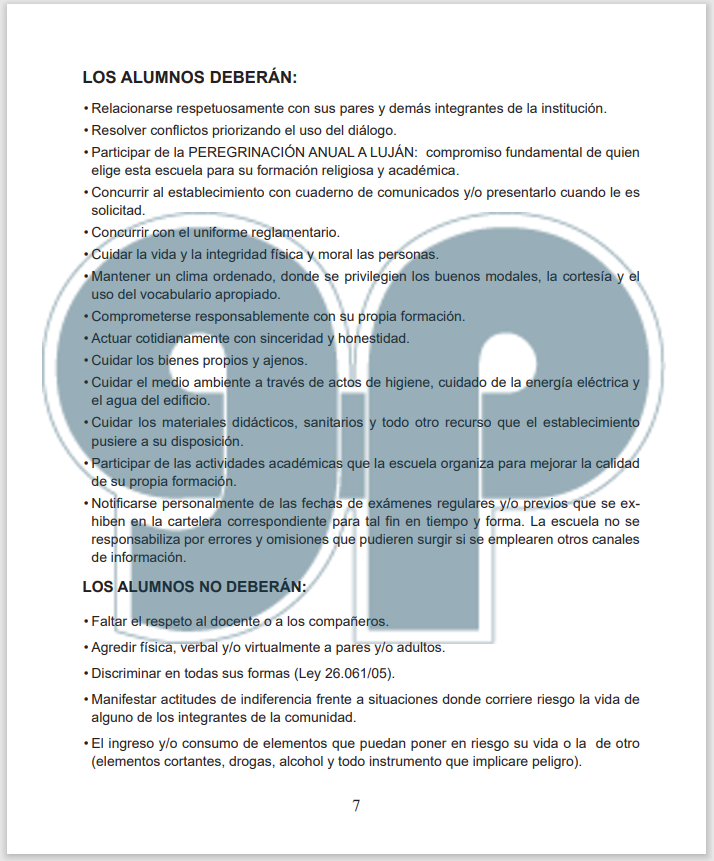 LOS ALUMNOS DEBERÁN:
• Relacionarse respetuosamente con sus pares y demás integrantes de la institución.
• Resolver conflictos priorizando el uso del diálogo.
• Participar de la PEREGRINACIÓN ANUAL A LUJÁN: compromiso fundamental de quien
elige esta escuela para su formación religiosa y académica.
• Concurrir al establecimiento con cuaderno de comunicados y/o presentarlo cuando le es
solicitad.
• Concurrir con el uniforme reglamentario.
• Cuidar la vida y la integridad física y moral las personas.
• Mantener un clima ordenado, donde se privilegien los buenos modales, la cortesía y el
uso del vocabulario apropiado.
• Comprometerse responsablemente con su propia formación.
• Actuar cotidianamente con sinceridad y honestidad.
• Cuidar los bienes propios y ajenos.
• Cuidar el medio ambiente a través de actos de higiene, cuidado de la energía eléctrica y
el agua del edificio.
• Cuidar los materiales didácticos, sanitarios y todo otro recurso que el establecimiento
pusiere a su disposición.
• Participar de las actividades académicas que la escuela organiza para mejorar la calidad
de su propia formación.
• Notificarse personalmente de las fechas de exámenes regulares y/o previos que se ex-
hiben en la cartelera correspondiente para tal fin en tiempo y forma. La escuela no se
responsabiliza por errores y omisiones que pudieren surgir si se emplearen otros canales
de información.
LOS ALUMNOS NO DEBERÁN:
• Faltar el respeto al docente o a los compañeros.
• Agredir física, verbal y/o virtualmente a pares y/o adultos.
• Discriminar en todas sus formas (Ley 26.061/05).
• Manifestar actitudes de indiferencia frente a situaciones donde corriere riesgo la vida de
alguno de los integrantes de la comunidad.
• El ingreso y/o consumo de elementos que puedan poner en riesgo su vida o la de otro
(elementos cortantes, drogas, alcohol y todo instrumento que implicare peligro).
7
gp